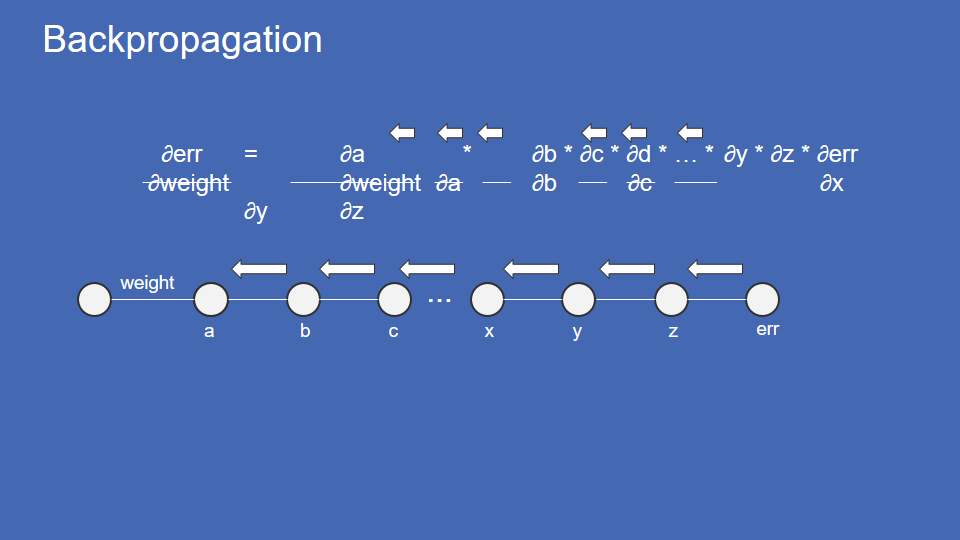 Backpropagation
∂err = ∂a * ∂b * ∂c * ∂d * … * ∂y * ∂z * ∂err
∂weight ∂weight ∂a ∂b ∂c ∂x
∂y ∂z
weight
...
a b c x y z err